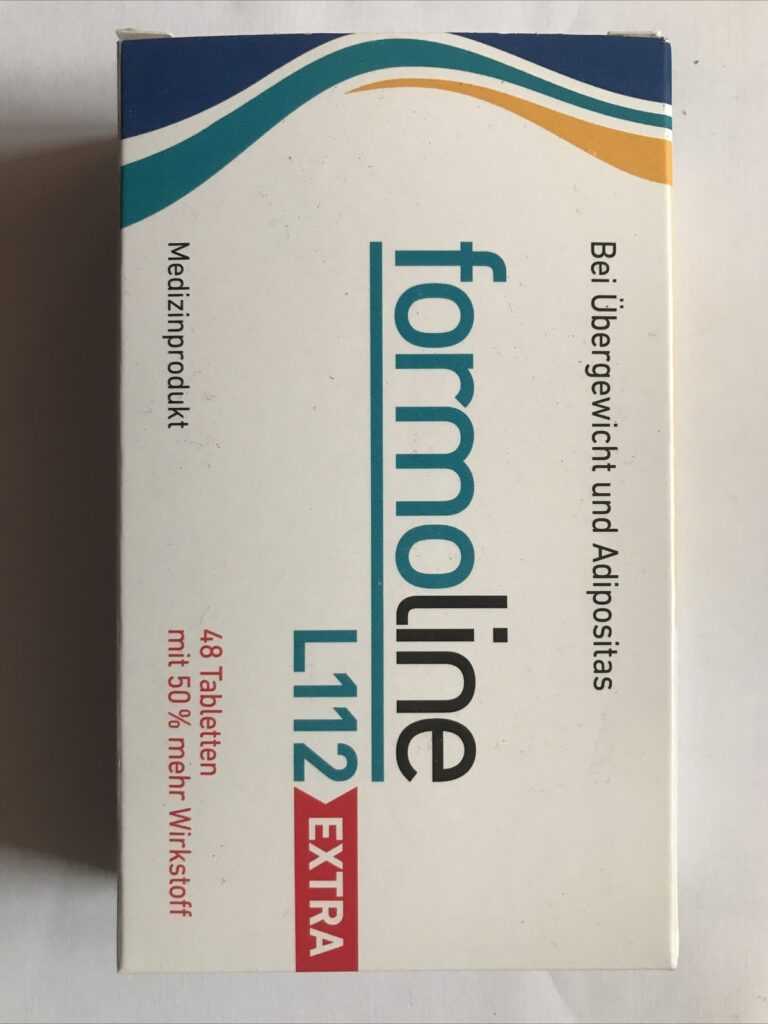 Bei Übergewicht und Adipositas
formoline
L112 EXTRA
48 Tabletten
mit 50 % mehr Wirkstoff
Medizinprodukt